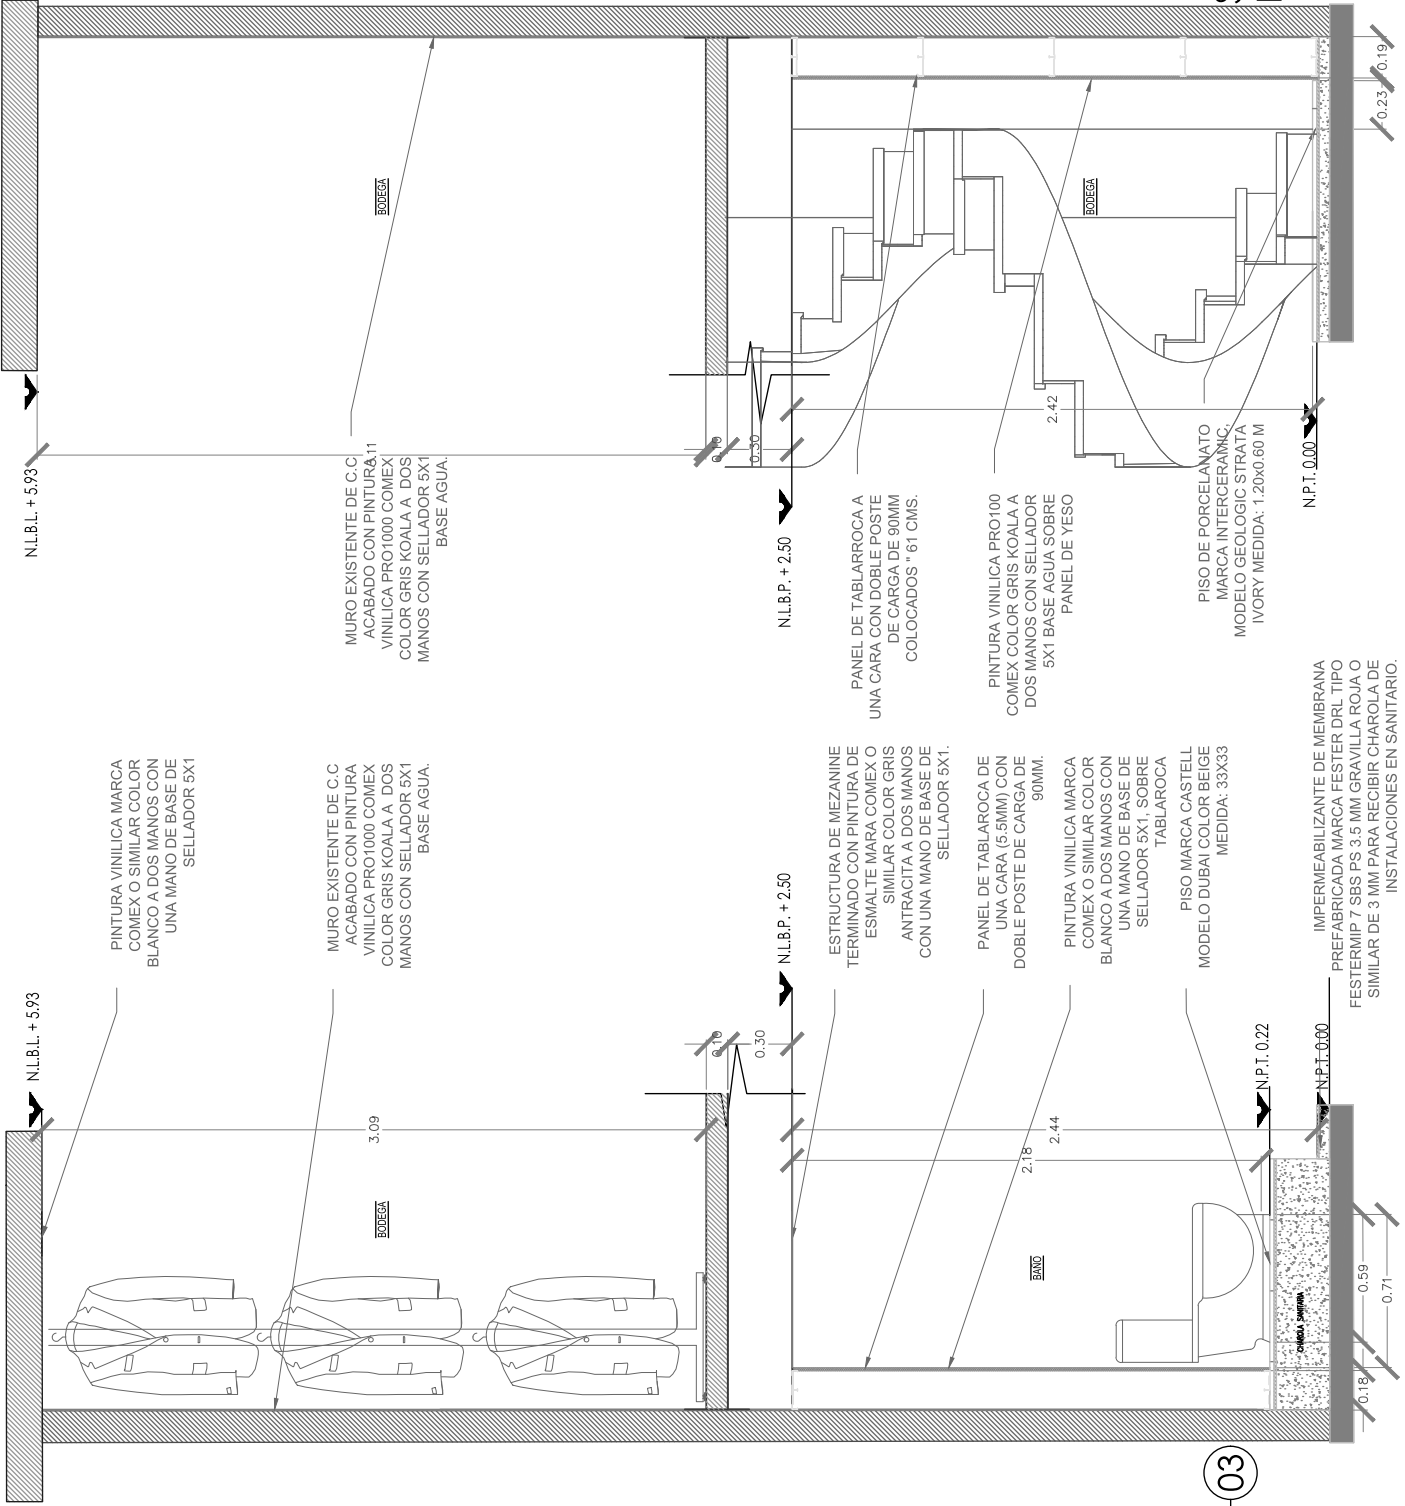 N.L.B.L. + 5.93
PINTURA VINILICA MARCA
COMEX O SIMILAR COLOR
BLANCO A DOS MANOS CON
UNA MANO DE BASE DE
SELLADOR 5X1
MURO EXISTENTE DE C.C
ACABADO CON PINTURA
VINILICA PRO1000 COMEX
COLOR GRIS KOALA A DOS
MANOS CON SELLADOR 5X1
BASE AGUA.
3.09
BODEGA
0.10
0.30
N.L.B.P. + 2.50
ESTRUCTURA DE MEZANINE
TERMINADO CON PINTURA DE
ESMALTE MARA COMEX O
SIMILAR COLOR GRIS
ANTRACITA A DOS MANOS
CON UNA MANO DE BASE DE
SELLADOR 5X1.
PANEL DE TABLAROCA DE
UNA CARA (5.5MM) CON
DOBLE POSTE DE CARGA DE
90MM.
PINTURA VINILICA MARCA
COMEX O SIMILAR COLOR
BLANCO A DOS MANOS CON
UNA MANO DE BASE DE
SELLADOR 5X1, SOBRE
TABLAROCA
PISO MARCA CASTELL
MODELO DUBAI COLOR BEIGE
MEDIDA: 33X33
2.18
2.44
BAÑO
N.P.T. 0.22
N.P.T. 0.00
CHAROLA SANITARIA
IMPERMEABILIZANTE DE MEMBRANA
PREFABRICADA MARCA FESTER DRL TIPO
FESTERMIP 7 SBS PS 3.5 MM GRAVILLA ROJA O
SIMILAR DE 3 MM PARA RECIBIR CHAROLA DE
INSTALACIONES EN SANITARIO.
0.18
0.59
0.71
03
N.L.B.L. + 5.93
MURO EXISTENTE DE C.C
ACABADO CON PINTURA
VINILICA PRO1000 COMEX
COLOR GRIS KOALA A DOS
MANOS CON SELLADOR 5X1
BASE AGUA.
BODEGA
0.10
0.30
N.L.B.P. + 2.50
PANEL DE TABLARROCA A
UNA CARA CON DOBLE POSTE
DE CARGA DE 90MM
COLOCADOS " 61 CMS.
PINTURA VINILICA PRO100
COMEX COLOR GRIS KOALA A
DOS MANOS CON SELLADOR
5X1 BASE AGUA SOBRE
PANEL DE YESO
PISO DE PORCELANATO
MARCA INTERCERAMIC,
MODELO GEOLOGIC STRATA
IVORY MEDIDA: 1.20x0.60 M
2.42
BODEGA
N.P.T. 0.00
0.23
0.19